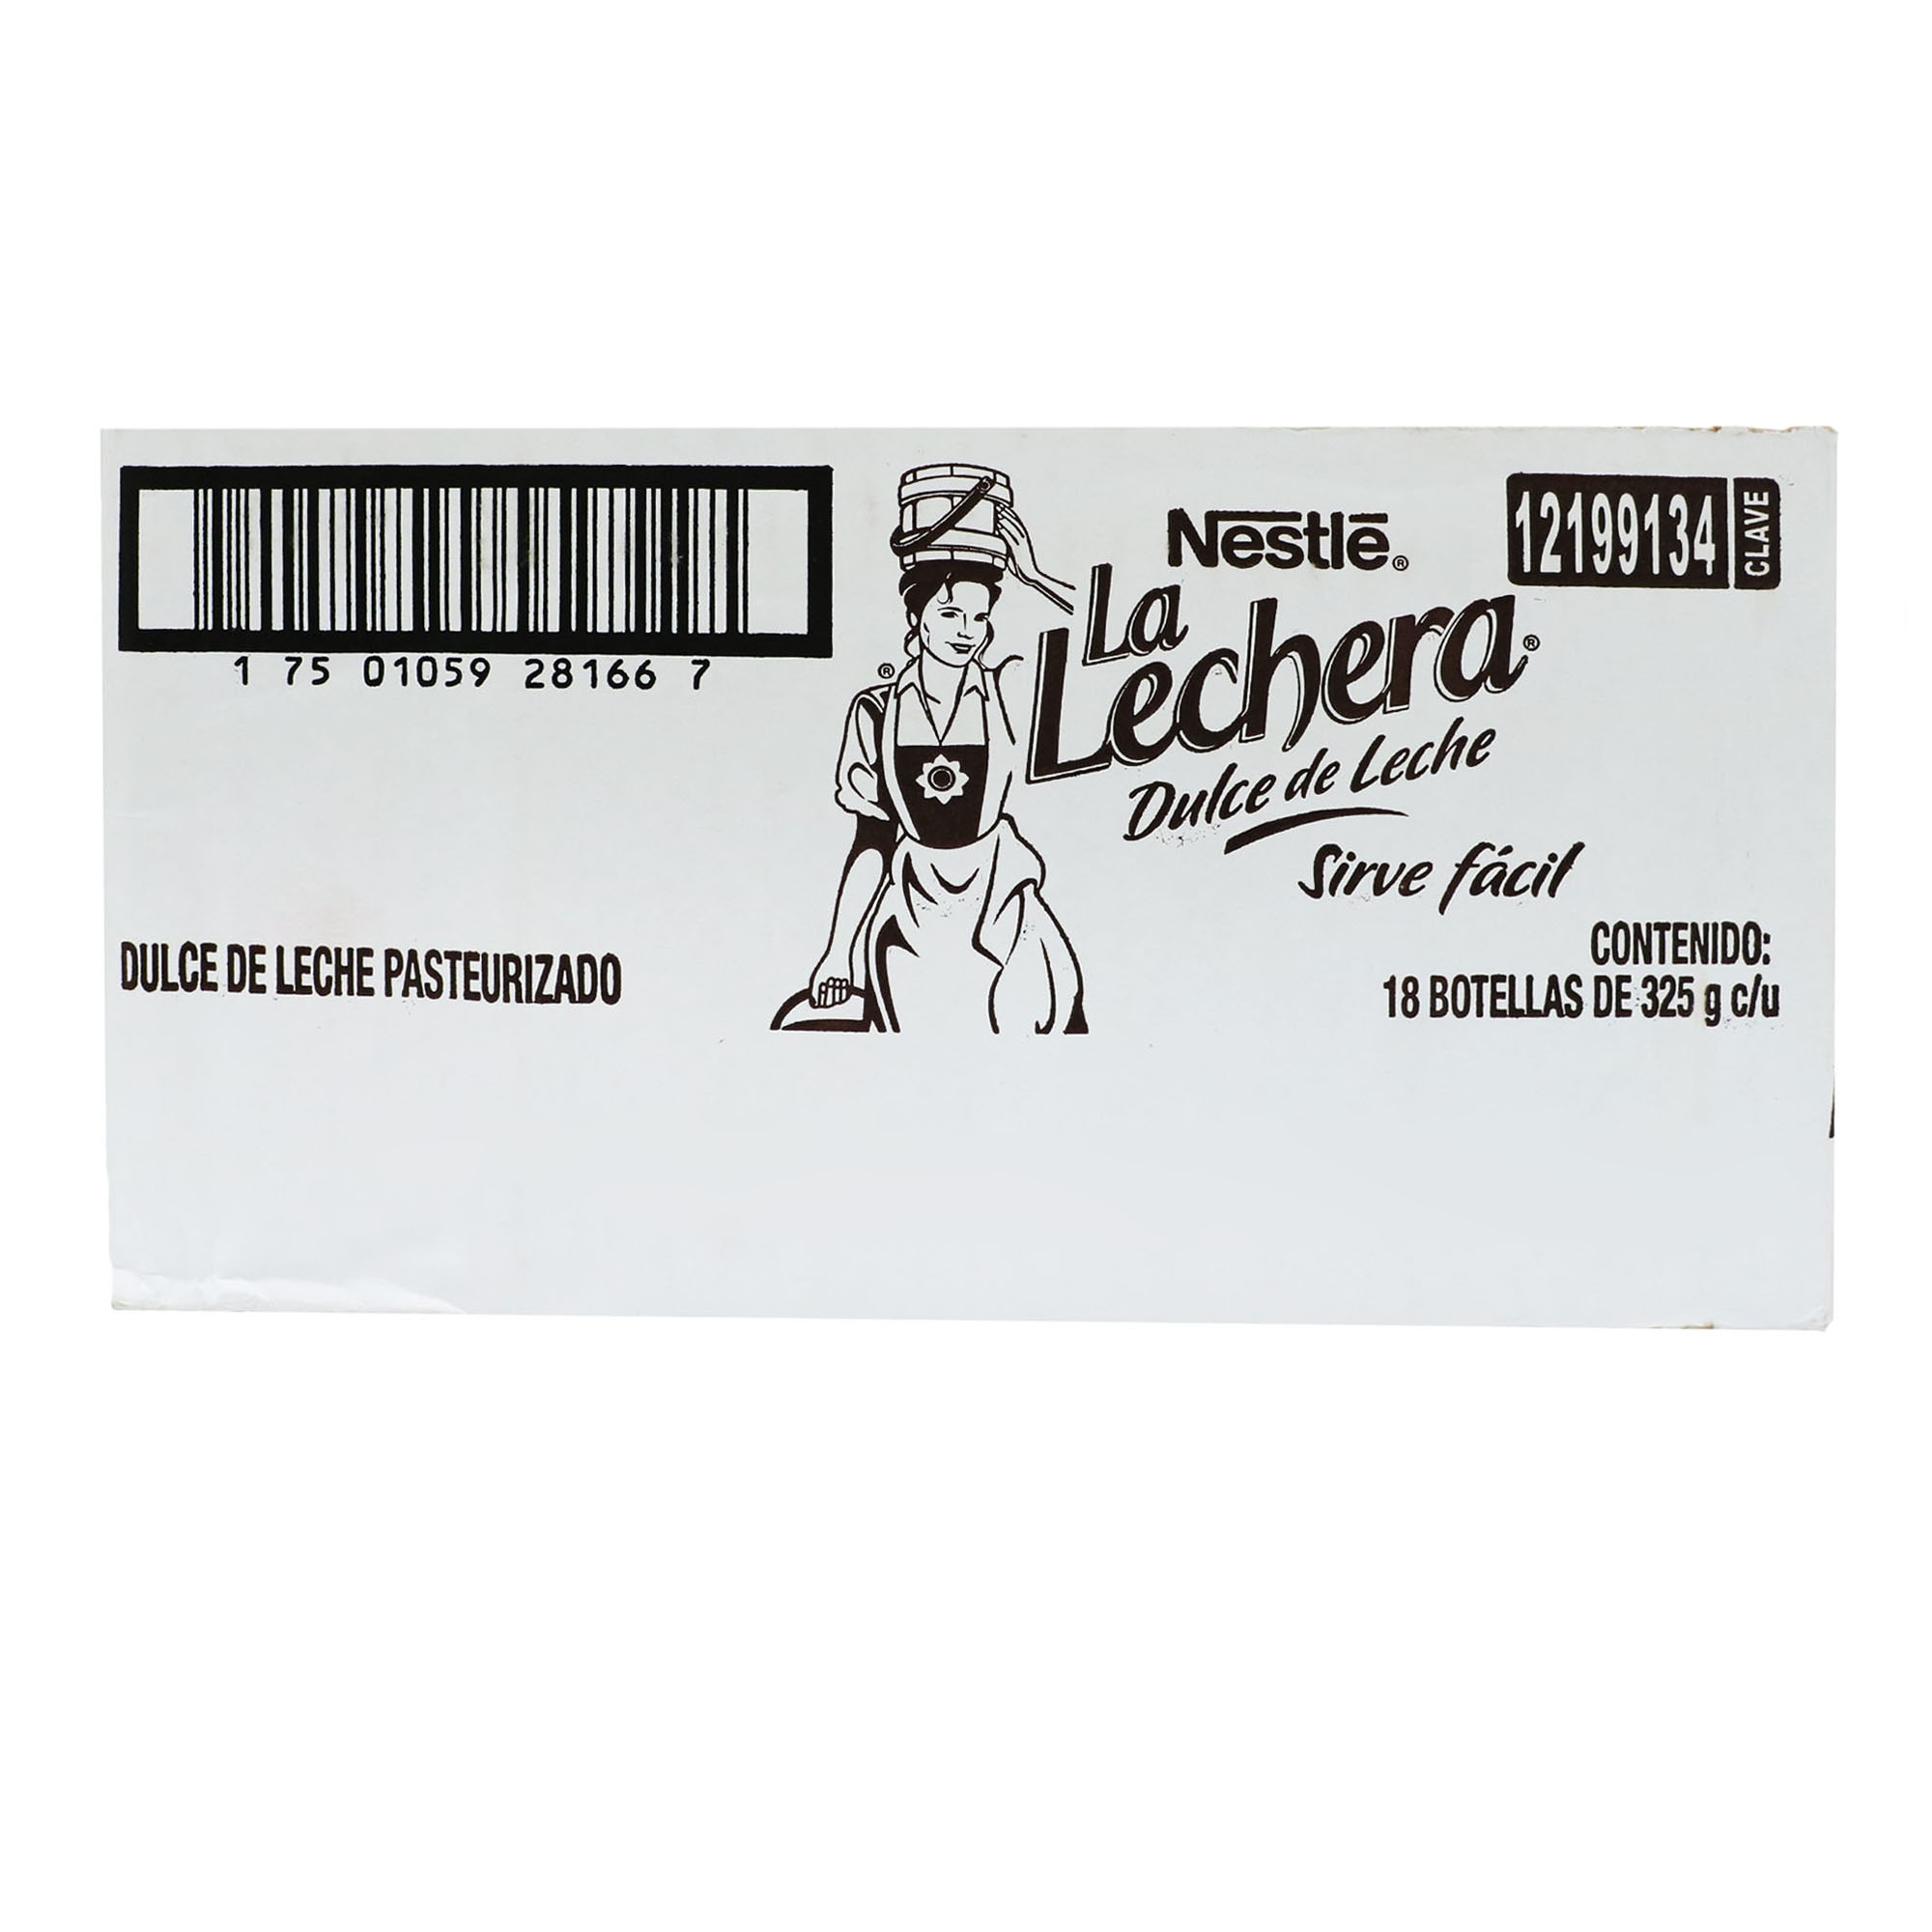 1 75 01059 28166 7
Nestlé®
12199134 CLAVE
®
La
Lechera®
Dulce de Leche
Sirve fácil
DULCE DE LECHE PASTEURIZADO
CONTENIDO:
18 BOTELLAS DE 325 g c/u